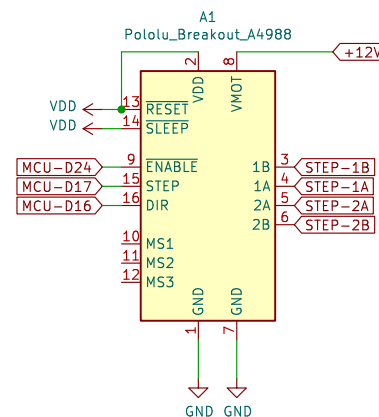 A1
Pololu_Breakout_A4988
2
8
+12V
VDD
VMOT
VDD
13
RESET
VDD
14
SLEEP
MCU-D24
9
ENABLE
1B
3
STEP-1B
MCU-D17
15
STEP
1A
4
STEP-1A
MCU-D16
16
DIR
2A
5
STEP-2A
2B
6
STEP-2B
10
MS1
11
MS2
12
MS3
GND
GND
1
7
GND
GND